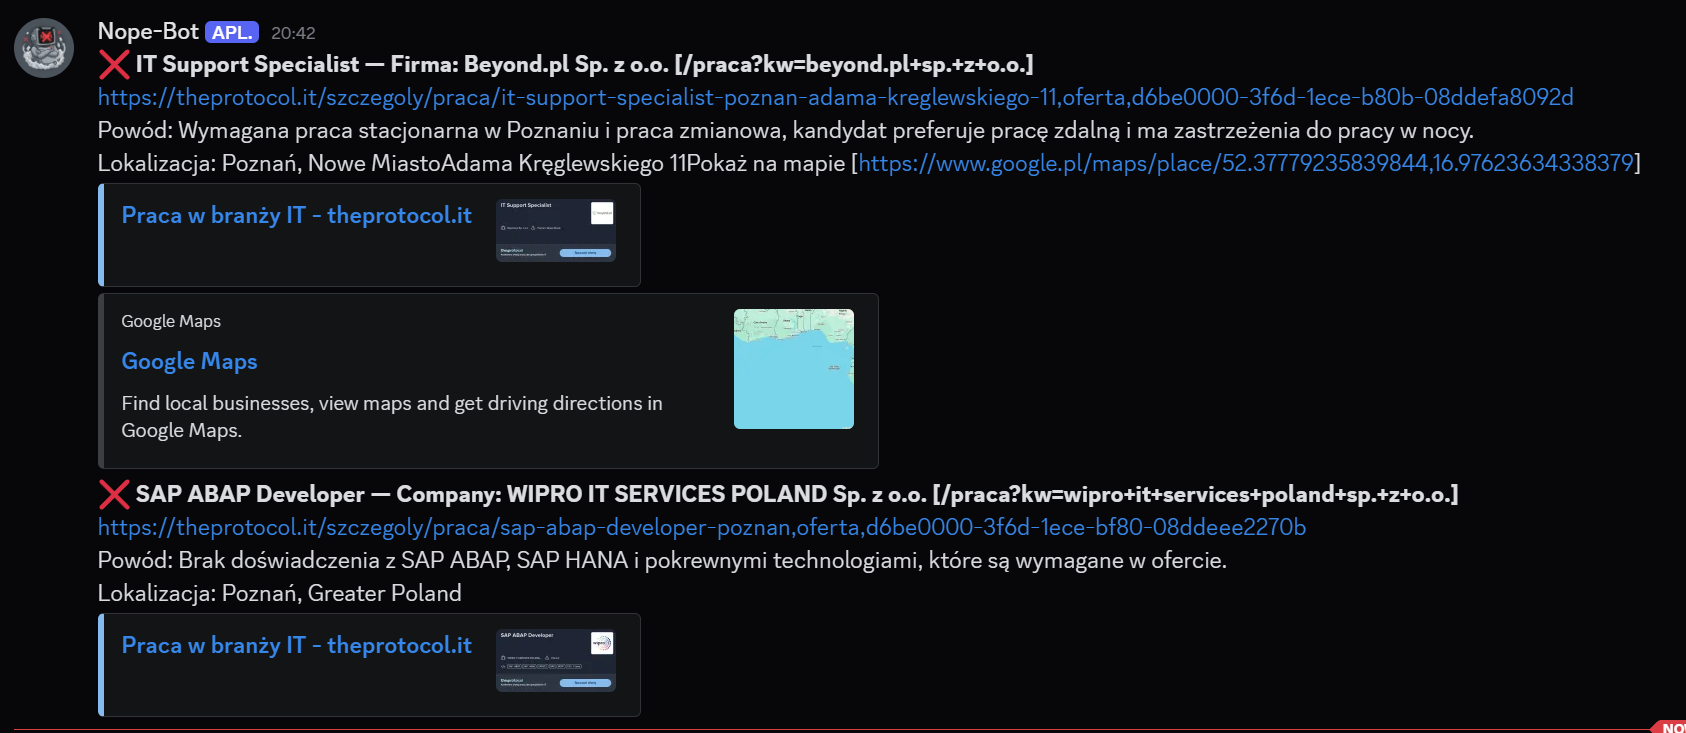 Nope-Bot APL. 20:42
❌ IT Support Specialist — Firma: Beyond.pl Sp. z o.o. [/praca?kw=beyond.pl+sp.+z+o.o.]
https://theprotocol.it/szczegoly/praca/it-support-specialist-poznan-adama-kreglewskiego-11,oferta,d6be0000-3f6d-1ece-b80b-08ddefa8092d
Powód: Wymagana praca stacjonarna w Poznaniu i praca zmianowa, kandydat preferuje pracę zdalną i ma zastrzeżenia do pracy w nocy.
Lokalizacja: Poznań, Nowe MiastoAdama Kręglewskiego 11Pokaż na mapie [https://www.google.pl/maps/place/52.37779235839844,16.97623634338379]
Praca w branży IT - theprotocol.it
IT Support Specialist
Google Maps
Google Maps
Find local businesses, view maps and get driving directions in
Google Maps.
❌ SAP ABAP Developer — Company: WIPRO IT SERVICES POLAND Sp. z o.o. [/praca?kw=wipro+it+services+poland+sp.+z+o.o.]
https://theprotocol.it/szczegoly/praca/sap-abap-developer-poznan,oferta,d6be0000-3f6d-1ece-bf80-08ddeee2270b
Powód: Brak doświadczenia z SAP ABAP, SAP HANA i pokrewnymi technologiami, które są wymagane w ofercie.
Lokalizacja: Poznań, Greater Poland
Praca w branży IT - theprotocol.it
SAP ABAP Developer
wipro